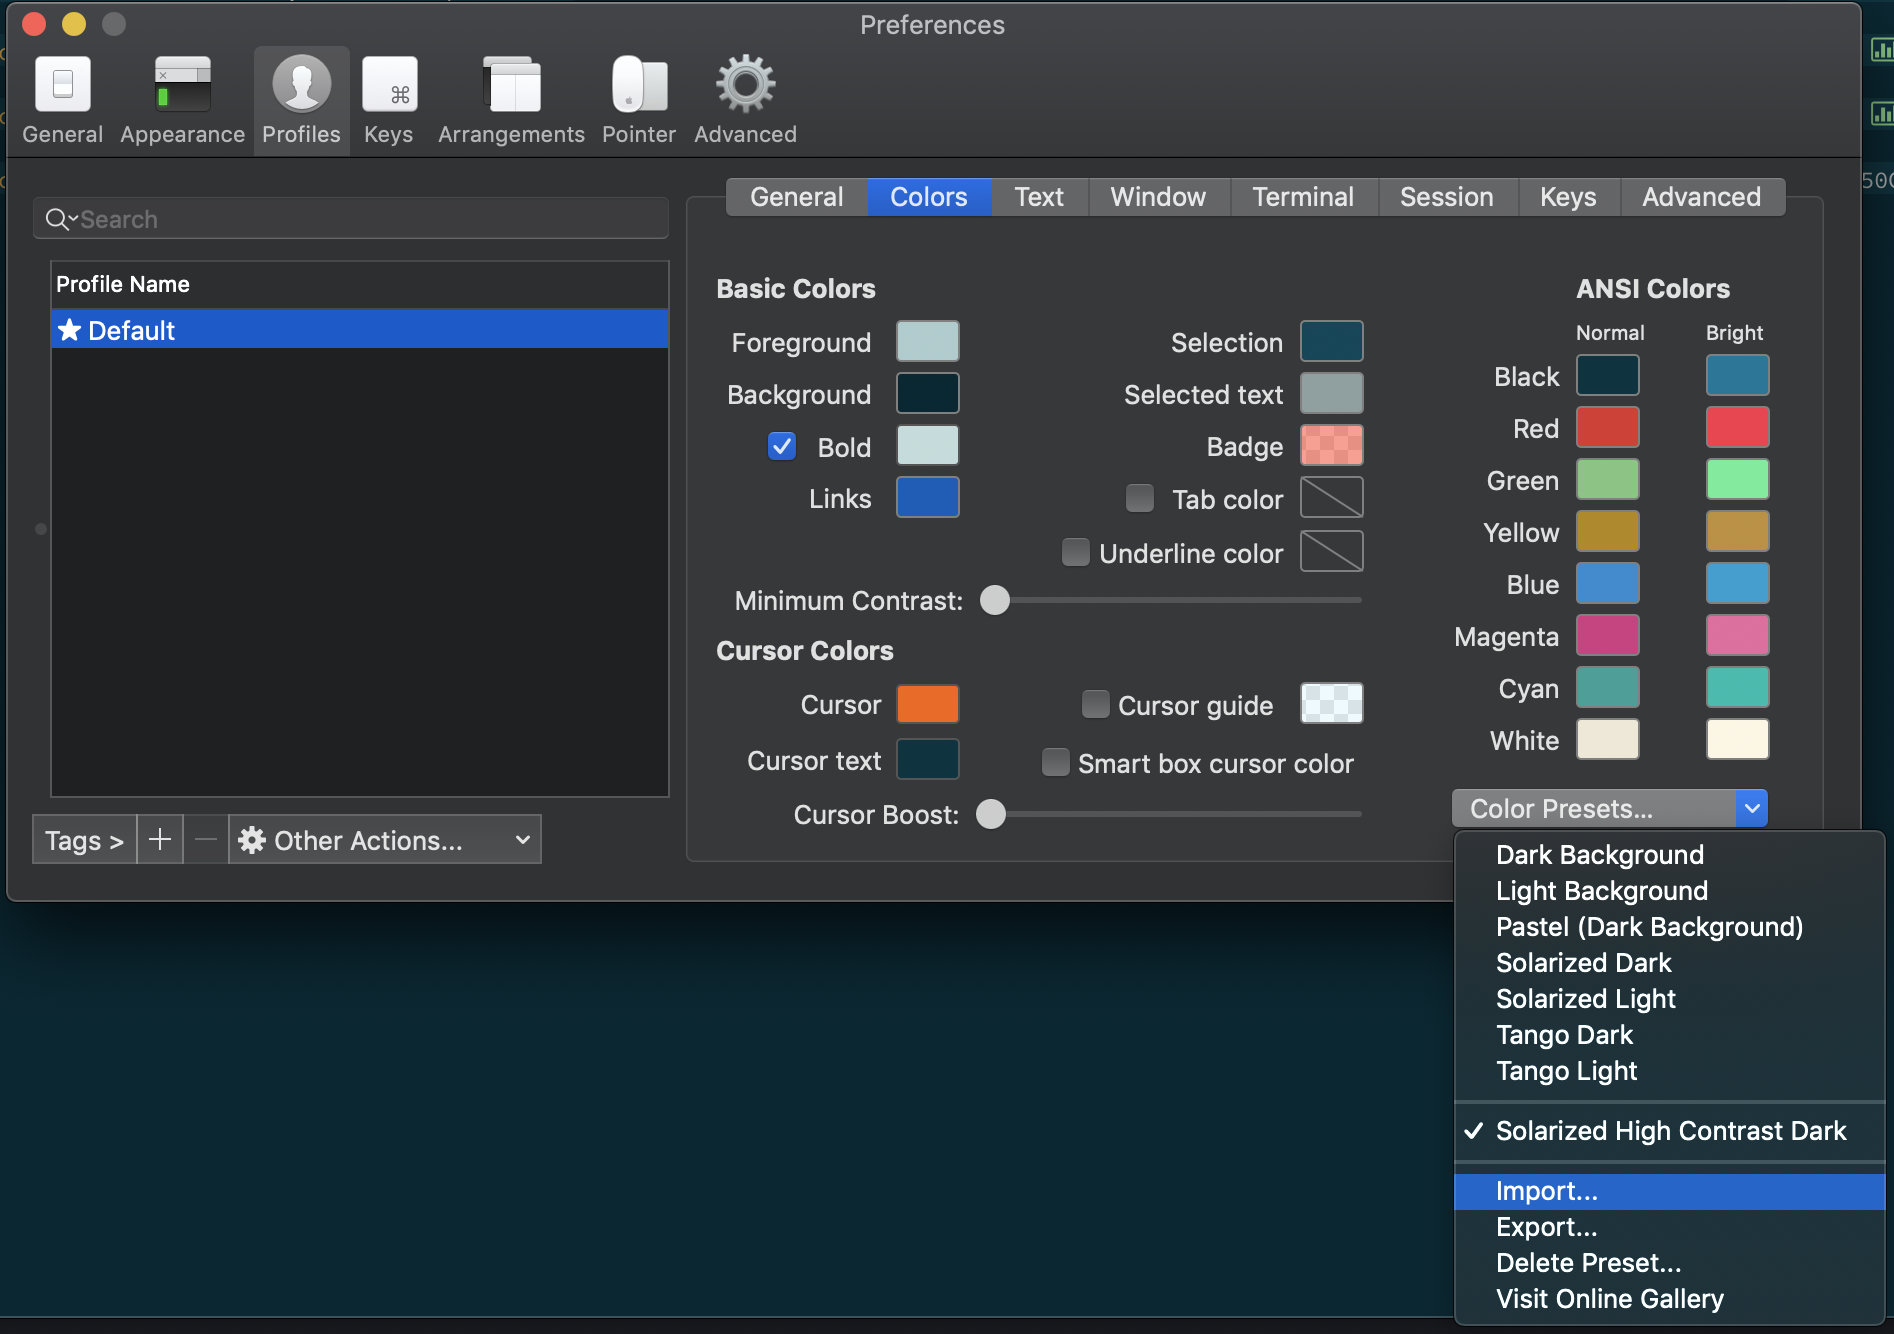 Preferences
General
Appearance
Profiles
Keys
Arrangements
Pointer
Advanced
Search
Profile Name
Default
Tags >
Other Actions...
General
Colors
Text
Window
Terminal
Session
Keys
Advanced
Basic Colors
Foreground
Background
Bold
Links
Selection
Selected text
Badge
Tab color
Underline color
Minimum Contrast:
Cursor Colors
Cursor
Cursor text
Cursor guide
Smart box cursor color
Cursor Boost:
ANSI Colors
Normal Bright
Black
Red
Green
Yellow
Blue
Magenta
Cyan
White
Color Presets...
Dark Background
Light Background
Pastel (Dark Background)
Solarized Dark
Solarized Light
Tango Dark
Tango Light
✓ Solarized High Contrast Dark
Import...
Export...
Delete Preset...
Visit Online Gallery